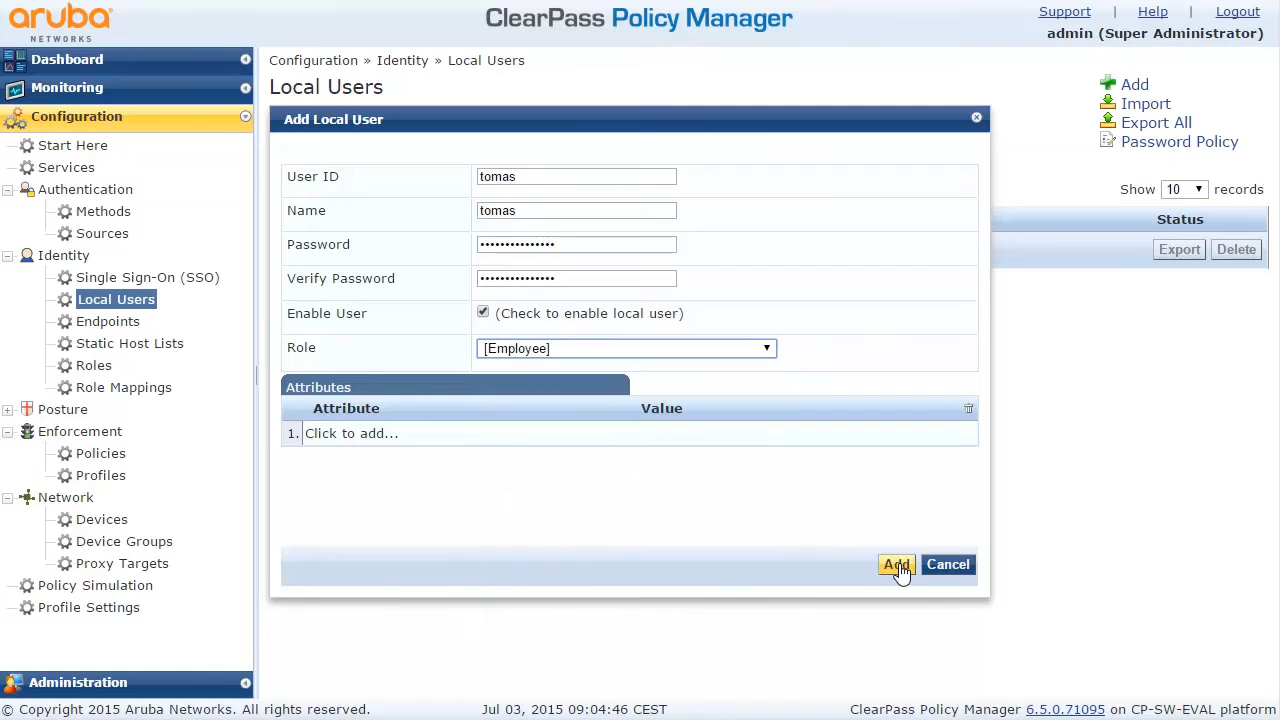 aruba
NETWORKS
ClearPass Policy Manager
Support | Help | Logout
admin (Super Administrator)
Dashboard
Monitoring
Configuration
Start Here
Services
Authentication
Methods
Sources
Identity
Single Sign-On (SSO)
Local Users
Endpoints
Static Host Lists
Roles
Role Mappings
Posture
Enforcement
Policies
Profiles
Network
Devices
Device Groups
Proxy Targets
Policy Simulation
Profile Settings
Administration
Configuration » Identity » Local Users
Local Users
Add
Import
Export All
Password Policy
Show 10 records
Status
Export Delete
Add Local User
User ID tomas
Name tomas
Password •••••••••••••••
Verify Password •••••••••••••••
Enable User (Check to enable local user)
Role [Employee]
Attributes
Attribute Value
1. Click to add...
Add Cancel
© Copyright 2015 Aruba Networks. All rights reserved. Jul 03, 2015 09:04:46 CEST ClearPass Policy Manager 6.5.0.71095 on CP-SW-EVAL platform